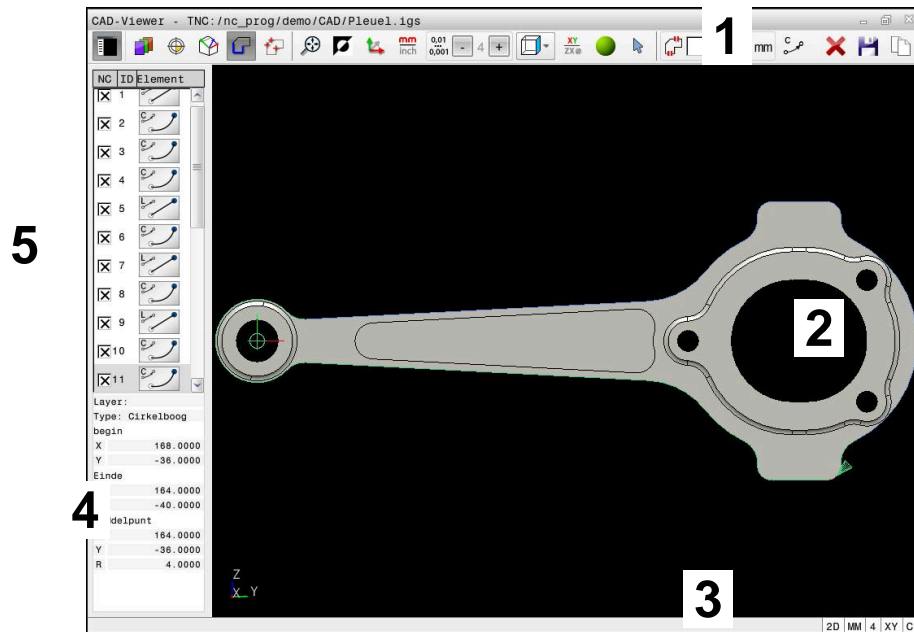 CAD-Viewer - TNC:/nc_prog/demo/CAD/Pleuel.igs
mm
inch
0,01
0,001
- 4 +
XY
ZX
1
mm
NC ID Element
1
C 2
C 3
C 4
L 5
C 6
L 7
C 8
L 9
C 10
C 11
5
2
Layer:
Type: Cirkelboog
begin
X 168.0000
Y -36.0000
Einde
164.0000
-40.0000
4
delpunt
164.0000
Y -36.0000
R 4.0000
Z
X Y
3
2D MM 4 XY C